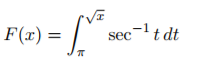 F(x) = ∫_π^√x sec⁻¹ t dt